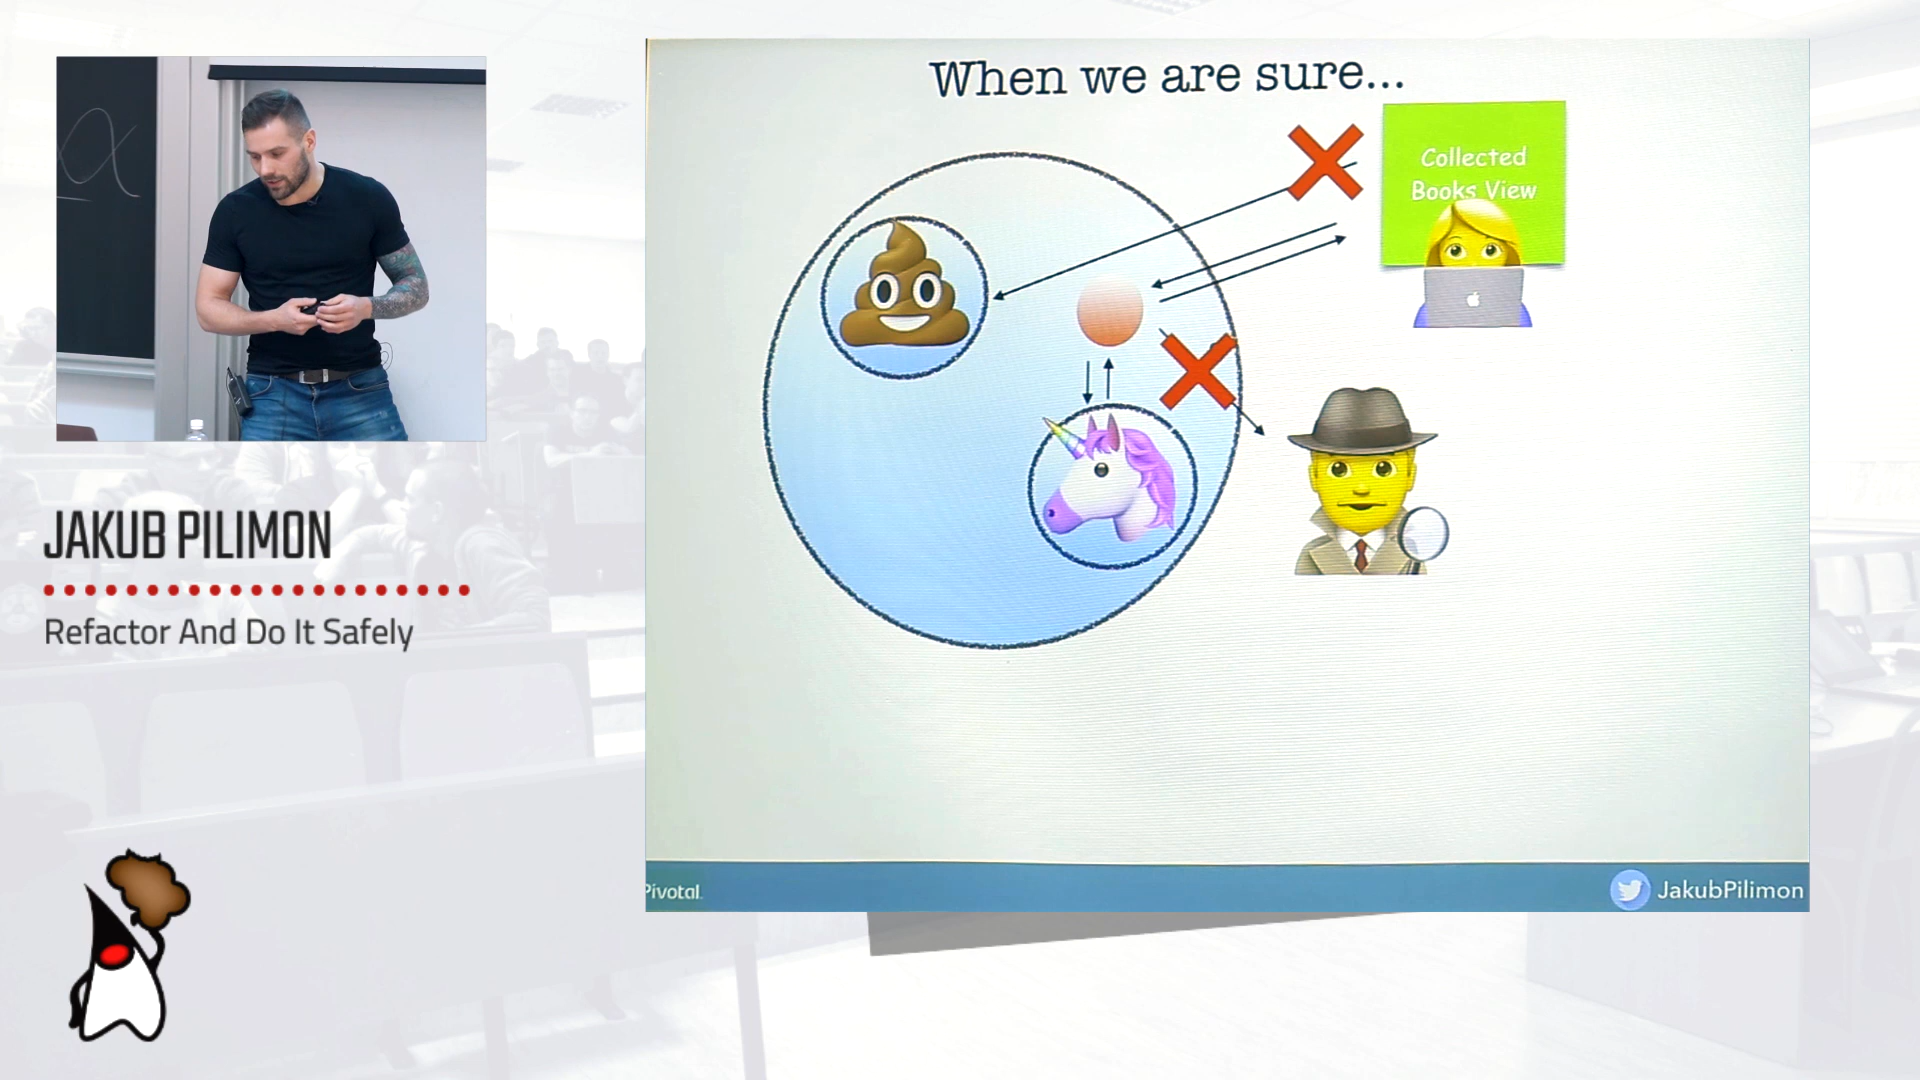 When we are sure...
Collected
Books View
JAKUB PILIMON
Refactor And Do It Safely
Pivotal.
JakubPilimon